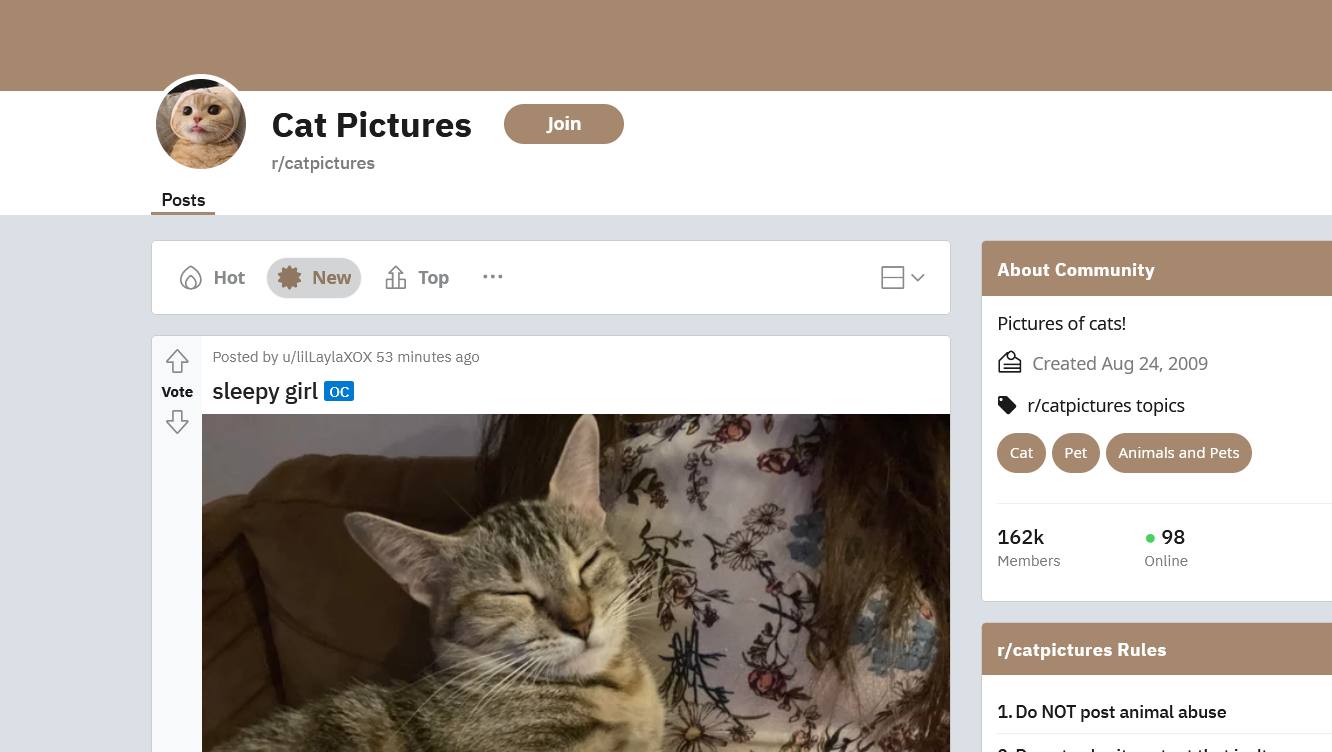 Cat Pictures
Join
r/catpictures
Posts
Hot
New
Top
Posted by u/lilLaylaXOX 53 minutes ago
Vote
sleepy girl OC
About Community
Pictures of cats!
Created Aug 24, 2009
r/catpictures topics
Cat
Pet
Animals and Pets
162k
98
Members
Online
r/catpictures Rules
1. Do NOT post animal abuse